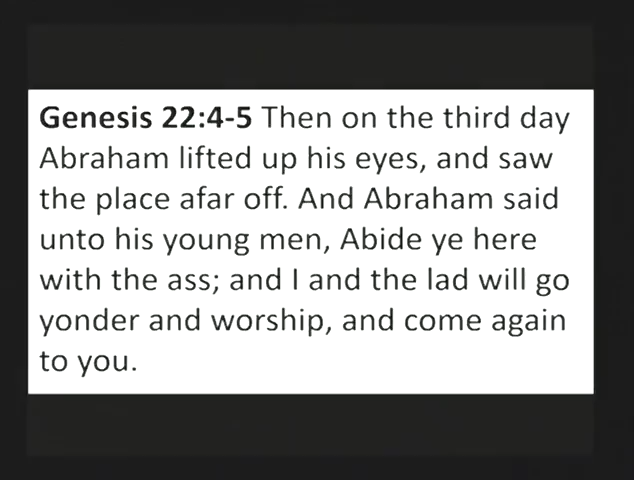 Genesis 22:4-5 Then on the third day
Abraham lifted up his eyes, and saw
the place afar off. And Abraham said
unto his young men, Abide ye here
with the ass; and I and the lad will go
yonder and worship, and come again
to you.